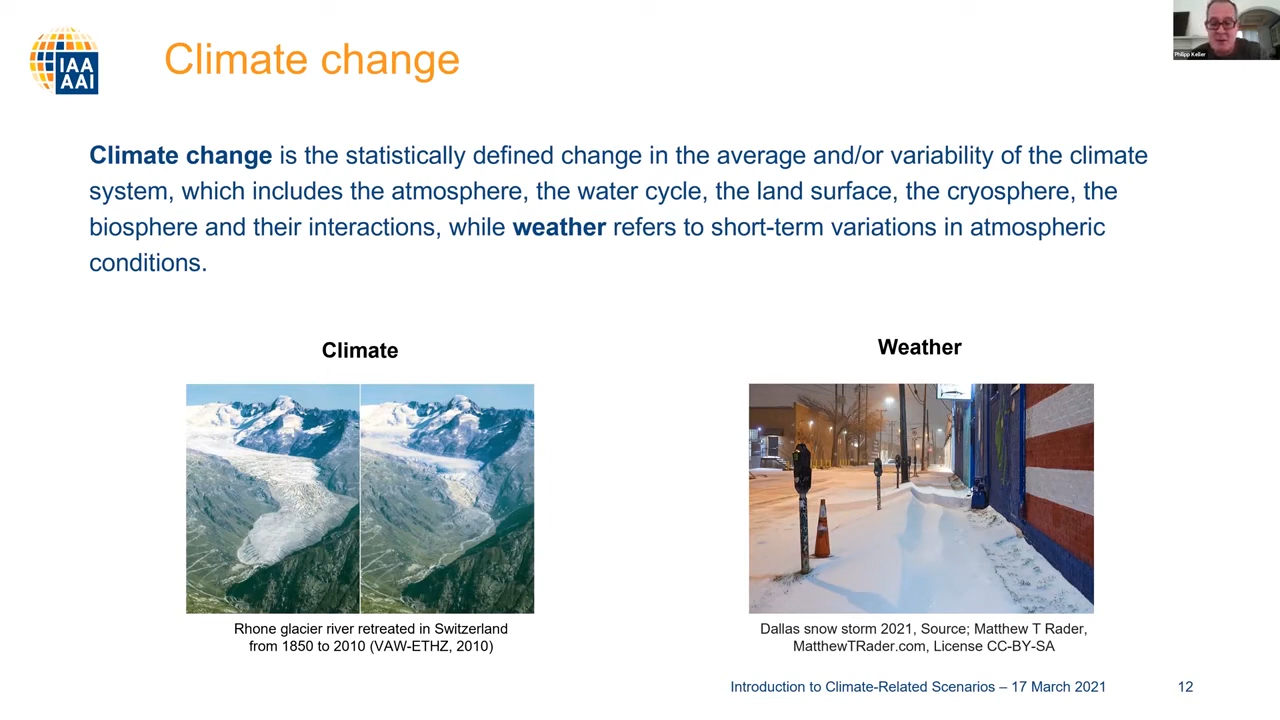 IAA
AAI
Climate change
Philipp Keller
Climate change is the statistically defined change in the average and/or variability of the climate
system, which includes the atmosphere, the water cycle, the land surface, the cryosphere, the
biosphere and their interactions, while weather refers to short-term variations in atmospheric
conditions.
Climate
Weather
Rhone glacier river retreated in Switzerland
from 1850 to 2010 (VAW-ETHZ, 2010)
Dallas snow storm 2021, Source; Matthew T Rader,
MatthewTRader.com, License CC-BY-SA
Introduction to Climate-Related Scenarios – 17 March 2021
12